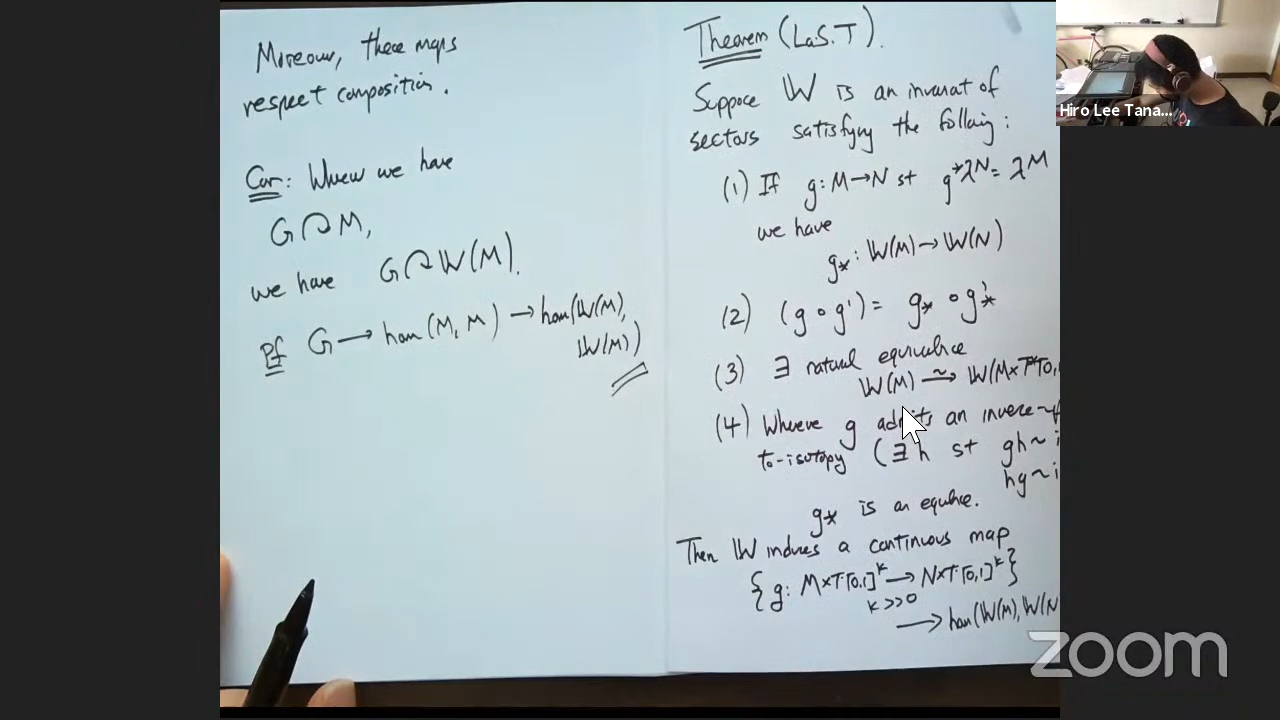 Moreover, these maps
respect composition.
Cor: When we have
G↷M,
we have G↷W(M).
Pf G⟶hom(M, M)⟶hom(W(M),
W(M))
Theorem (La.S.T).
Suppose W is an invariant of
sectors satisfying the following:
(1) If g: M→N st g*λᴺ = λᴹ
we have
g⁎: W(M)→W(N)
(2) (g∘g') = g⁎∘g'⁎
(3) ∃ natural equivalence
W(M) ⥲ W(M×T*[0,
(4) Whenever g admits an inverse-up
to-isotopy (∃h st gh~i
hg~i
g⁎ is an equivalence.
Then W induces a continuous map
{g: M×T*[0,1]ᵏ→N×T*[0,1]ᵏ}
k>>0
⟶hom(W(M),W(N
Hiro Lee Tana...
zoom